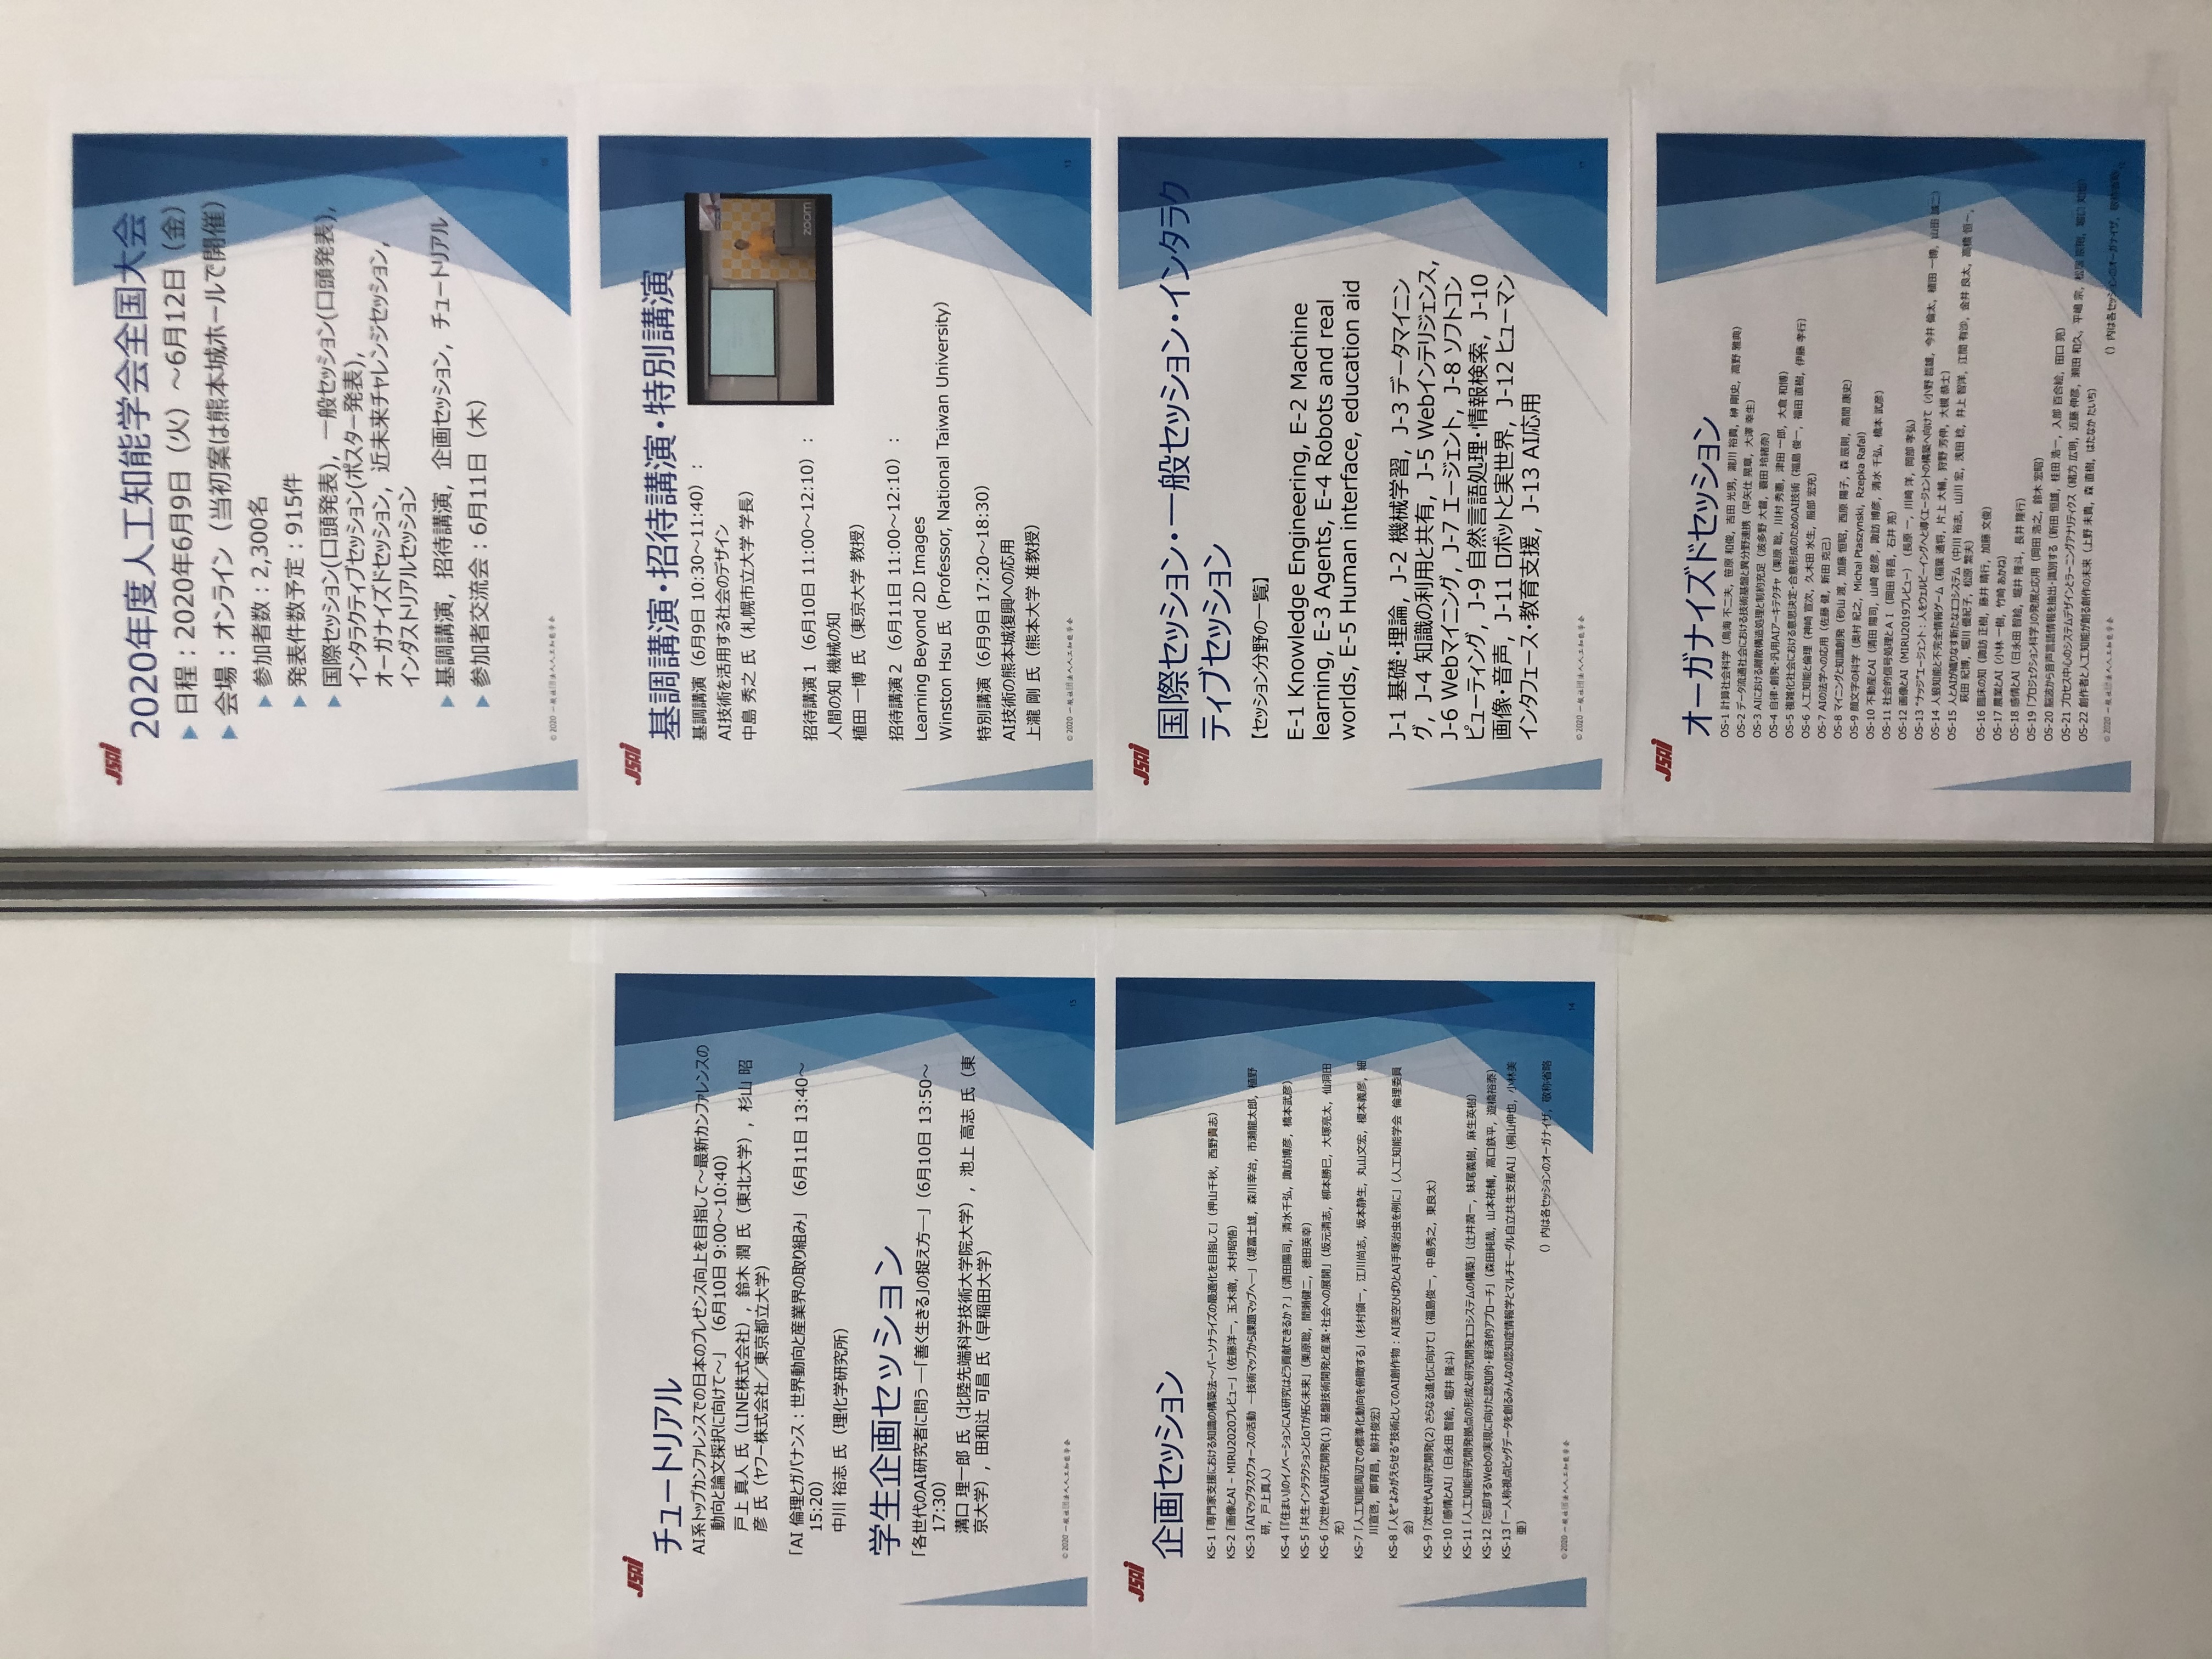 JSAI
2020年度人工知能学会全国大会
日程：2020年6月9日（火）～6月12日（金）
会場：オンライン（当初案は熊本城ホールで開催）
参加者数：2,300名
発表件数予定：915件
国際セッション(口頭発表)，一般セッション(口頭発表)，
インタラクティブセッション(ポスター発表)，
オーガナイズドセッション，近未来チャレンジセッション，
インダストリアルセッション
基調講演，招待講演，企画セッション，チュートリアル
参加者交流会：6月11日（木）
© 2020 一般社団法人人工知能学会
JSAI
基調講演・招待講演・特別講演
基調講演（6月9日 10:30～11:40）：
AI技術を活用する社会のデザイン
中島 秀之 氏（札幌市立大学 学長）
zoom
招待講演１（6月10日 11:00～12:10）：
人間の知 機械の知
植田 一博 氏（東京大学 教授）
招待講演２（6月11日 11:00～12:10）：
Learning Beyond 2D Images
Winston Hsu 氏（Professor, National Taiwan University）
特別講演（6月9日 17:20～18:30）
AI技術の熊本城復興への応用
上瀧 剛 氏（熊本大学 准教授）
© 2020 一般社団法人人工知能学会
JSAI
国際セッション・一般セッション・インタラク
ティブセッション
【セッション分野の一覧】
E-1 Knowledge Engineering, E-2 Machine
learning, E-3 Agents, E-4 Robots and real
worlds, E-5 Human interface, education aid
J-1 基礎・理論，J-2 機械学習，J-3 データマイニン
グ，J-4 知識の利用と共有，J-5 Webインテリジェンス，
J-6 Webマイニング，J-7 エージェント，J-8 ソフトコン
ピューティング，J-9 自然言語処理・情報検索，J-10
画像・音声，J-11 ロボットと実世界，J-12 ヒューマン
インタフェース・教育支援，J-13 AI応用
© 2020 一般社団法人人工知能学会
JSAI
オーガナイズドセッション
OS-1 計算社会科学（鳥海 不二夫，笹原 和俊，吉田 光男，瀧川 裕貴，榊 剛史，高野 雅典）
OS-2 データ流通社会における技術基盤と異分野連携（早矢仕 晃章，大澤 幸生）
OS-3 AIにおける離散構造処理と制約充足（波多野 大督，蓑田 玲緒奈）
OS-4 自律・創発・汎用AIアーキテクチャ（栗原 聡，川村 秀憲，津田 一郎，大倉 和博）
OS-5 複雑化社会における意思決定・合意形成のためのAI技術（福島 俊一，福田 直樹，伊藤 孝行）
OS-6 人工知能と倫理（神崎 宣次，久木田 水生，服部 宏充）
OS-7 AIの法学への応用（佐藤 健，新田 克己）
OS-8 マイニングと知識創発（砂山 渡，加藤 恒昭，西原 陽子，森 辰則，高間 康史）
OS-9 顔文字の科学（奥村 紀之，Michal Ptaszynski，Rzepka Rafal）
OS-10 不動産とAI（清田 陽司，山崎 俊彦，諏訪 博彦，清水 千弘，橋本 武彦）
OS-11 社会的信号処理とＡＩ（岡田 将吾，石井 亮）
OS-12 画像とAI（MIRU2019プレビュー）（長原 一，川崎 洋，岡部 孝弘）
OS-13 “ナッジ”エージェント：人をウェルビーイングへと導くエージェントの構築へ向けて（小野 哲雄，今井 倫太，植田 一博，山田 誠二）
OS-14 人狼知能と不完全情報ゲーム（稲葉 通将，片上 大輔，狩野 芳伸，大槻 恭士）
OS-15 人とAIが織りなす新たなエコシステム（中川 裕志，山川 宏，浅田 稔，井上 智洋，江間 有沙，金井 良太，高橋 恒一，
萩田 紀博，堀川 優紀子，松原 繁夫）
OS-16 臨床の知（諏訪 正樹，藤井 晴行，加藤 文俊）
OS-17 農業とAI（小林 一樹，竹崎 あかね）
OS-18 感情とAI（日永田 智絵，堀井 隆斗，長井 隆行）
OS-19「プロジェクション科学」の発展と応用（岡田 浩之，鈴木 宏昭）
OS-20 脳波から音声言語情報を抽出・識別する（新田 恒雄，桂田 浩一，入部 百合絵，田口 亮）
OS-21 プロセス中心のシステムデザインとラーニングアナリティクス（緒方 広明，近藤 伸彦，瀬田 和久，平嶋 宗，
OS-22 創作者と人工知能が創る創作の未来（上野 未貴，森 直樹，はたなか たいち）
（）内は各セッションのオーガナイザ，敬称省略
© 2020 一般社団法人人工知能学会
JSAI
チュートリアル
AI系トップカンファレンスでの日本のプレゼンス向上を目指して～最新カンファレンスの
動向と論文採択に向けて～」（6月10日 9:00～10:40）
戸上 真人 氏（LINE株式会社），鈴木 潤 氏（東北大学），杉山 昭
彦 氏（ヤフー株式会社／東京都立大学）
「AI 倫理とガバナンス：世界動向と産業界の取り組み」（6月11日 13:40～
15:20）
中川 裕志 氏（理化学研究所）
学生企画セッション
「各世代のAI研究者に問う ―「善く生きる」の捉え方―」（6月10日 13:50～
17:30）
溝口 理一郎 氏（北陸先端科学技術大学院大学），池上 高志 氏（東
京大学），田和辻 可昌 氏（早稲田大学）
© 2020 一般社団法人人工知能学会
15
JSAI
企画セッション
KS-1「専門家支援における知識の構築法～パーソナライズの最適化を目指して」（押山千秋，西野貴志）
KS-2「画像とAI – MIRU2020プレビュー」（佐藤洋一，玉木徹，木村昭悟）
KS-3「AIマップタスクフォースの活動 ―技術マップから課題マップへ―」（堤富士雄，森川幸治，市瀬龍太郎，植野
研，戸上真人）
KS-4「『住まい』のイノベーションにAI研究はどう貢献できるか？」（清田陽司，清水千弘，諏訪博彦，橋本武彦）
KS-5「共生インタラクションとIoTが拓く未来」（栗原聡，間瀬健二，徳田英幸）
KS-6「次世代AI研究開発(1) 基盤技術開発と産業・社会への展開」（坂元清志，柳本勝巳，大塚亮太，仙洞田
充）
KS-7「人工知能周辺での標準化動向を俯瞰する」（杉村領一，江川尚志，坂本静生，丸山文宏，榎本義彦，細
川宣啓，鄭育昌，鯨井俊宏）
KS-8「人を“よみがえらせる”技術としてのAI創作物：AI美空ひばりとAI手塚治虫を例に」（人工知能学会 倫理委員
会）
KS-9「次世代AI研究開発(2) さらなる進化に向けて」（福島俊一，中島秀之，東良太）
KS-10「感情とAI」（日永田 智絵，堀井 隆斗）
KS-11「人工知能研究開発拠点の形成と研究開発エコシステムの構築」（辻井潤一，妹尾義樹，麻生英樹）
KS-12「忘却するWebの実現に向けた認知的・経済的アプローチ」（森田純哉，山本祐輔，高口鉄平，遊橋裕泰）
KS-13「一人称視点ビッグデータを創るみんなの認知症情報学とマルチモーダル自立共生支援AI」（桐山伸也，小林美
亜）
（）内は各セッションのオーガナイザ，敬称省略
© 2020 一般社団法人人工知能学会
14